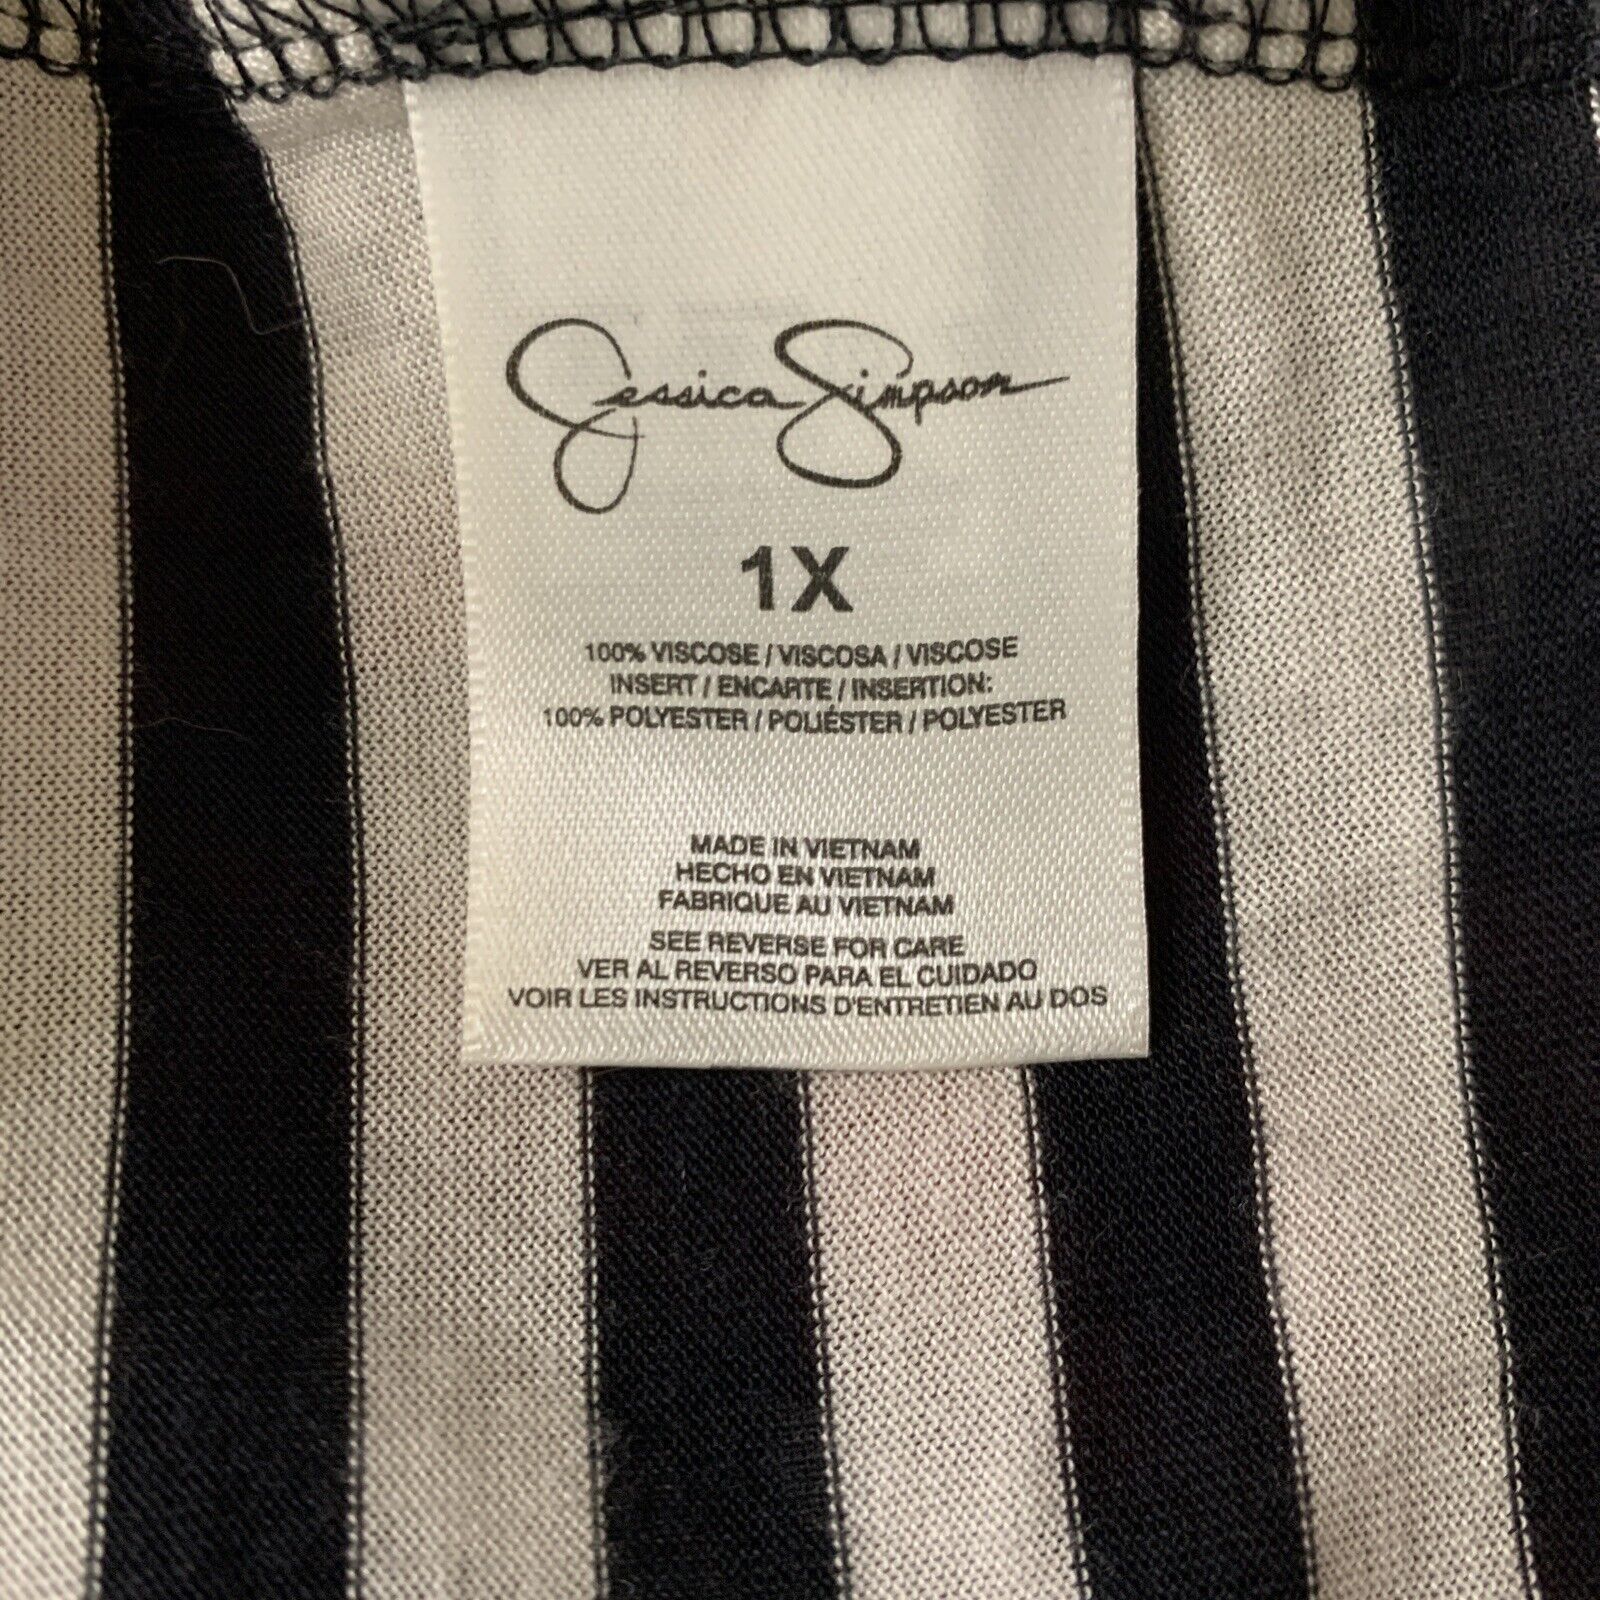 Jessica Simpson
1X
100% VISCOSE / VISCOSA / VISCOSE
INSERT / ENCARTE / INSERTION:
100% POLYESTER / POLIÉSTER / POLYESTER
MADE IN VIETNAM
HECHO EN VIETNAM
FABRIQUE AU VIETNAM
SEE REVERSE FOR CARE
VER AL REVERSO PARA EL CUIDADO
VOIR LES INSTRUCTIONS D'ENTRETIEN AU DOS